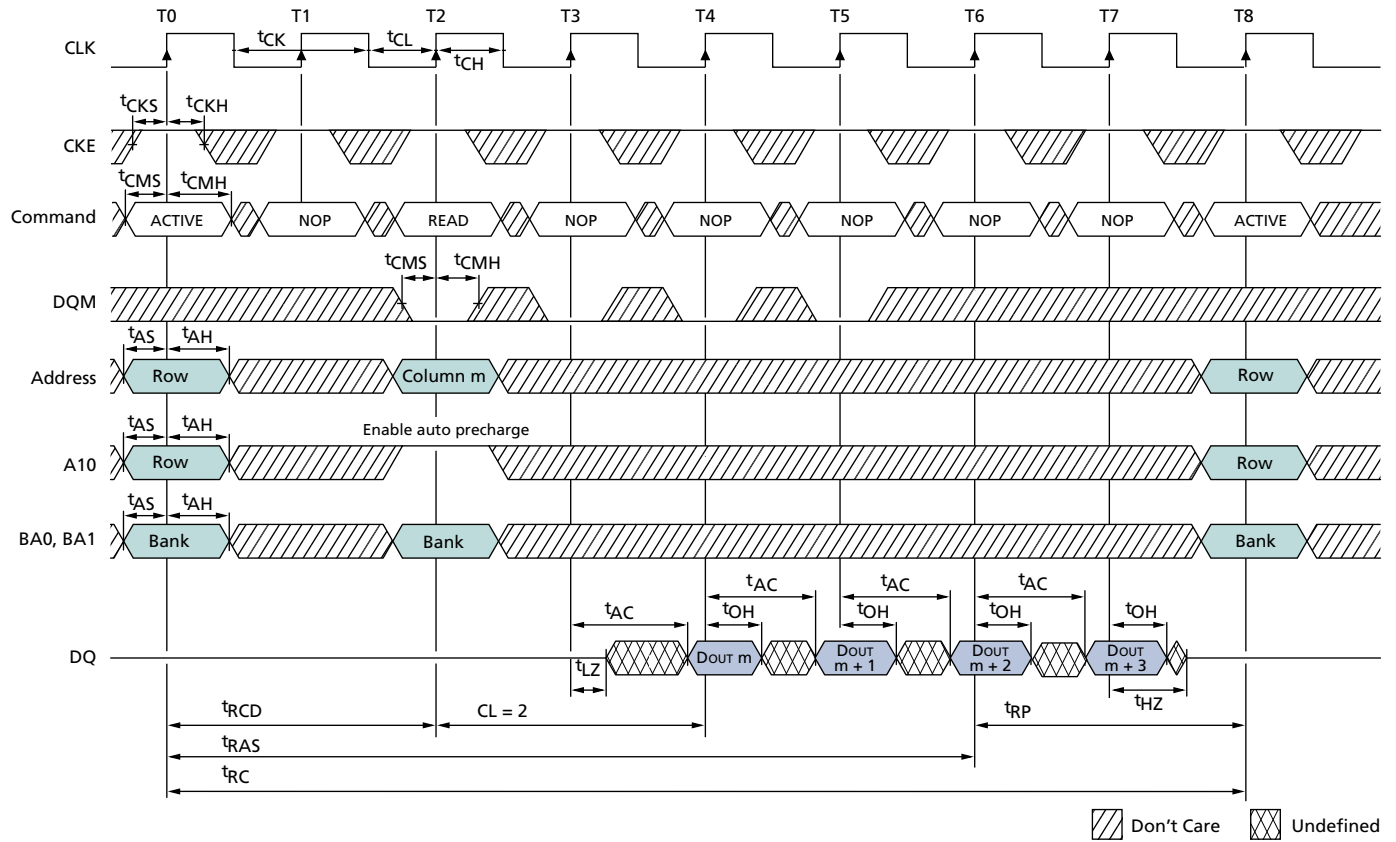 T0 T1 T2 T3 T4 T5 T6 T7 T8
CLK
tCK tCL
tCH
tCKS tCKH
CKE
tCMS tCMH
Command ACTIVE NOP READ NOP NOP NOP NOP NOP ACTIVE
tCMS tCMH
DQM
tAS tAH
Address Row Column m Row
tAS tAH Enable auto precharge
A10 Row Row
tAS tAH
BA0, BA1 Bank Bank Bank
tAC tAC tAC
tAC tOH tOH tOH tOH
DQ DOUT m DOUT m + 1 DOUT m + 2 DOUT m + 3
tLZ tHZ
tRCD CL = 2 tRP
tRAS
tRC
Don't Care Undefined